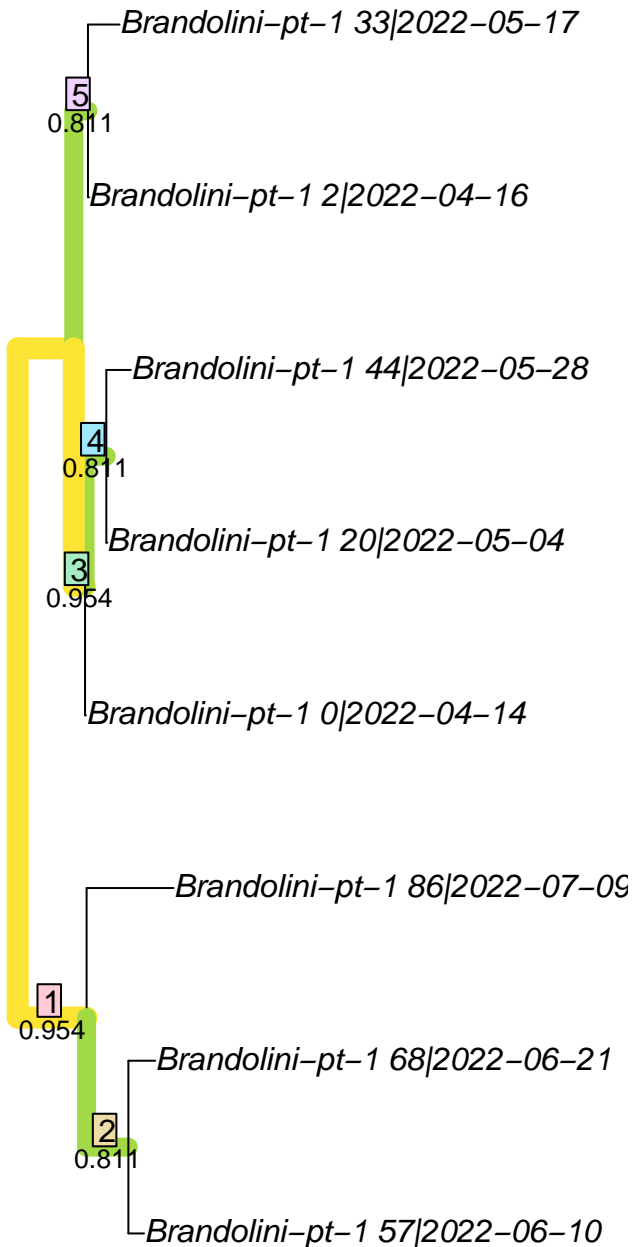 Brandolini−pt−1 33|2022−05−17
5
0.811
Brandolini−pt−1 2|2022−04−16
Brandolini−pt−1 44|2022−05−28
4
0.811
Brandolini−pt−1 20|2022−05−04
3
0.954
Brandolini−pt−1 0|2022−04−14
Brandolini−pt−1 86|2022−07−09
1
0.954
Brandolini−pt−1 68|2022−06−21
2
0.811
Brandolini−pt−1 57|2022−06−10